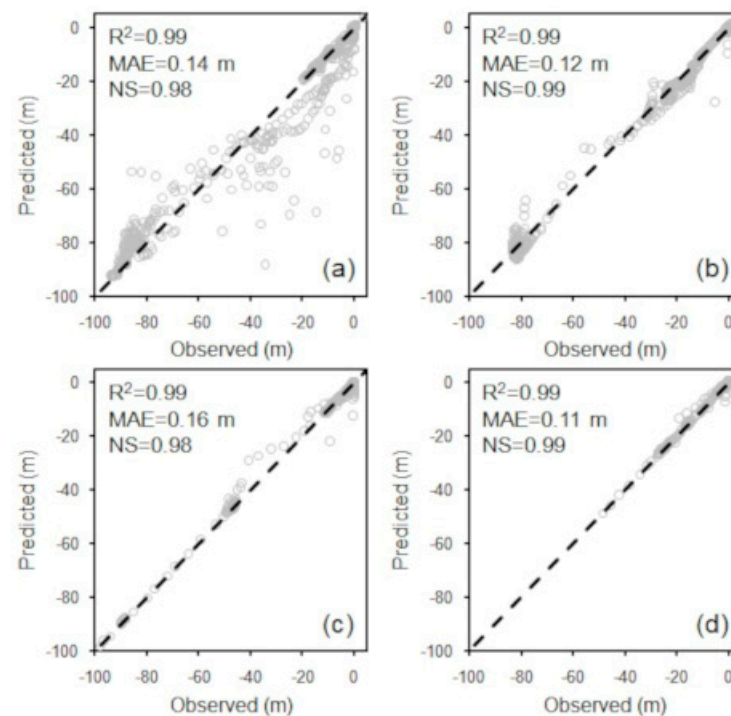 0
-20
-40
-60
-80
-100
Predicted (m)
R²=0.99
MAE=0.14 m
NS=0.98
(a)
-100 -80 -60 -40 -20 0
Observed (m)
0
-20
-40
-60
-80
-100
Predicted (m)
R²=0.99
MAE=0.12 m
NS=0.99
(b)
-100 -80 -60 -40 -20 0
Observed (m)
0
-20
-40
-60
-80
-100
Predicted (m)
R²=0.99
MAE=0.16 m
NS=0.98
(c)
-100 -80 -60 -40 -20 0
Observed (m)
0
-20
-40
-60
-80
-100
Predicted (m)
R²=0.99
MAE=0.11 m
NS=0.99
(d)
-100 -80 -60 -40 -20 0
Observed (m)